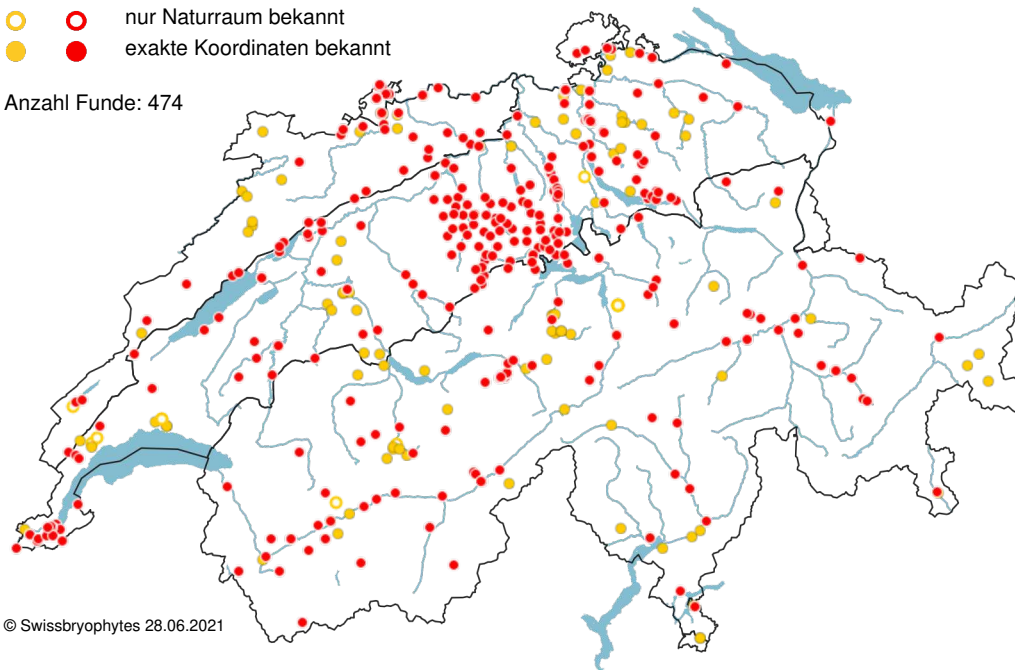 nur Naturraum bekannt
exakte Koordinaten bekannt
Anzahl Funde: 474
© Swissbryophytes 28.06.2021